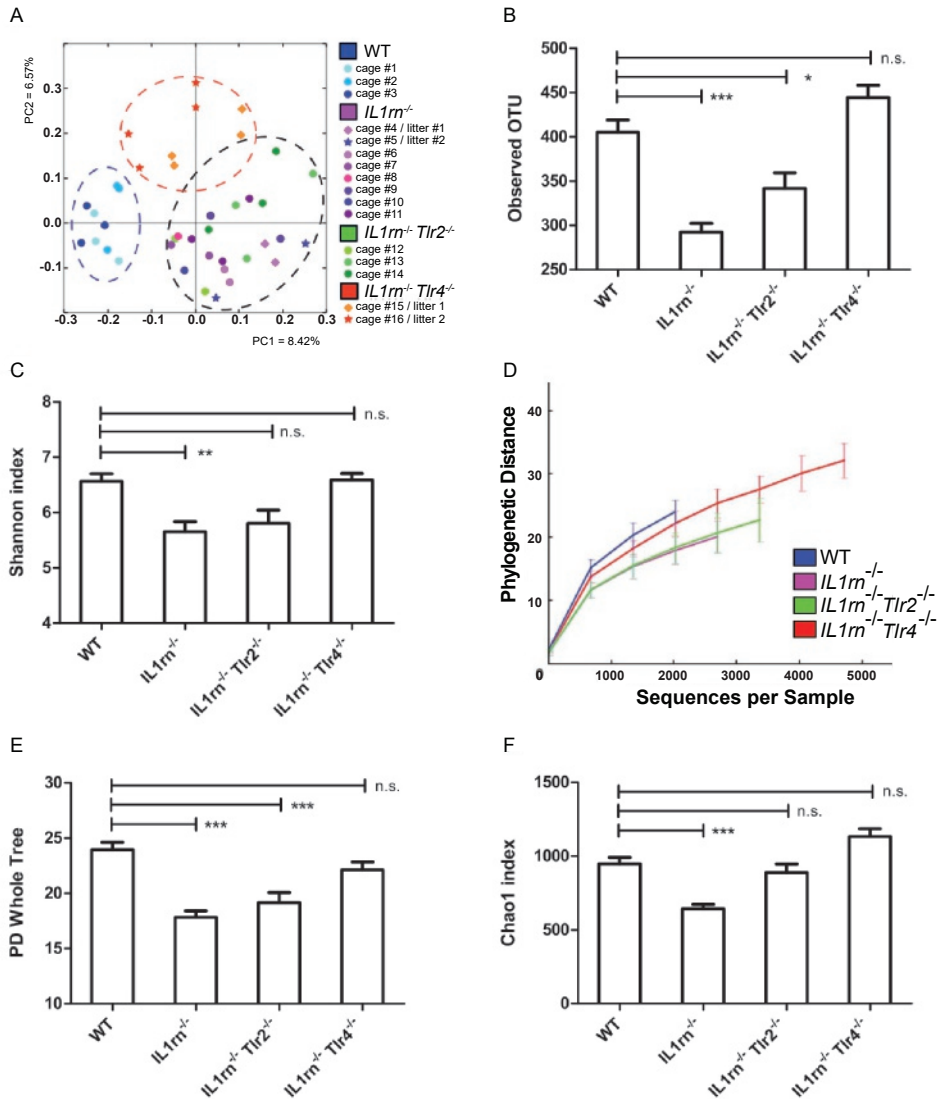 A
PC2 = 6.57%
0.3
0.2
0.1
0.0
-0.1
-0.3
-0.2
-0.1
0.0
0.1
0.2
0.3
PC1 = 8.42%
WT
cage #1
cage #2
cage #3
IL1rn-/-
cage #4 / litter #1
cage #5 / litter #2
cage #6
cage #7
cage #8
cage #9
cage #10
cage #11
IL1rn-/- Tlr2-/-
cage #12
cage #13
cage #14
IL1rn-/- Tlr4-/-
cage #15 / litter 1
cage #16 / litter 2
B
Observed OTU
500
450
400
350
300
250
n.s.
*
***
WT
IL1rn-/-
IL1rn-/- Tlr2-/-
IL1rn-/- Tlr4-/-
C
Shannon index
8
7
6
5
4
n.s.
n.s.
**
WT
IL1rn-/-
IL1rn-/- Tlr2-/-
IL1rn-/- Tlr4-/-
D
Phylogenetic Distance
40
30
20
10
0
0
1000
2000
3000
4000
5000
Sequences per Sample
WT
IL1rn-/-
IL1rn-/-Tlr2-/-
IL1rn-/-Tlr4-/-
E
PD Whole Tree
30
25
20
15
10
n.s.
***
***
WT
IL1rn-/-
IL1rn-/- Tlr2-/-
IL1rn-/- Tlr4-/-
F
Chao1 index
1500
1000
500
0
n.s.
n.s.
***
WT
IL1rn-/-
IL1rn-/- Tlr2-/-
IL1rn-/- Tlr4-/-